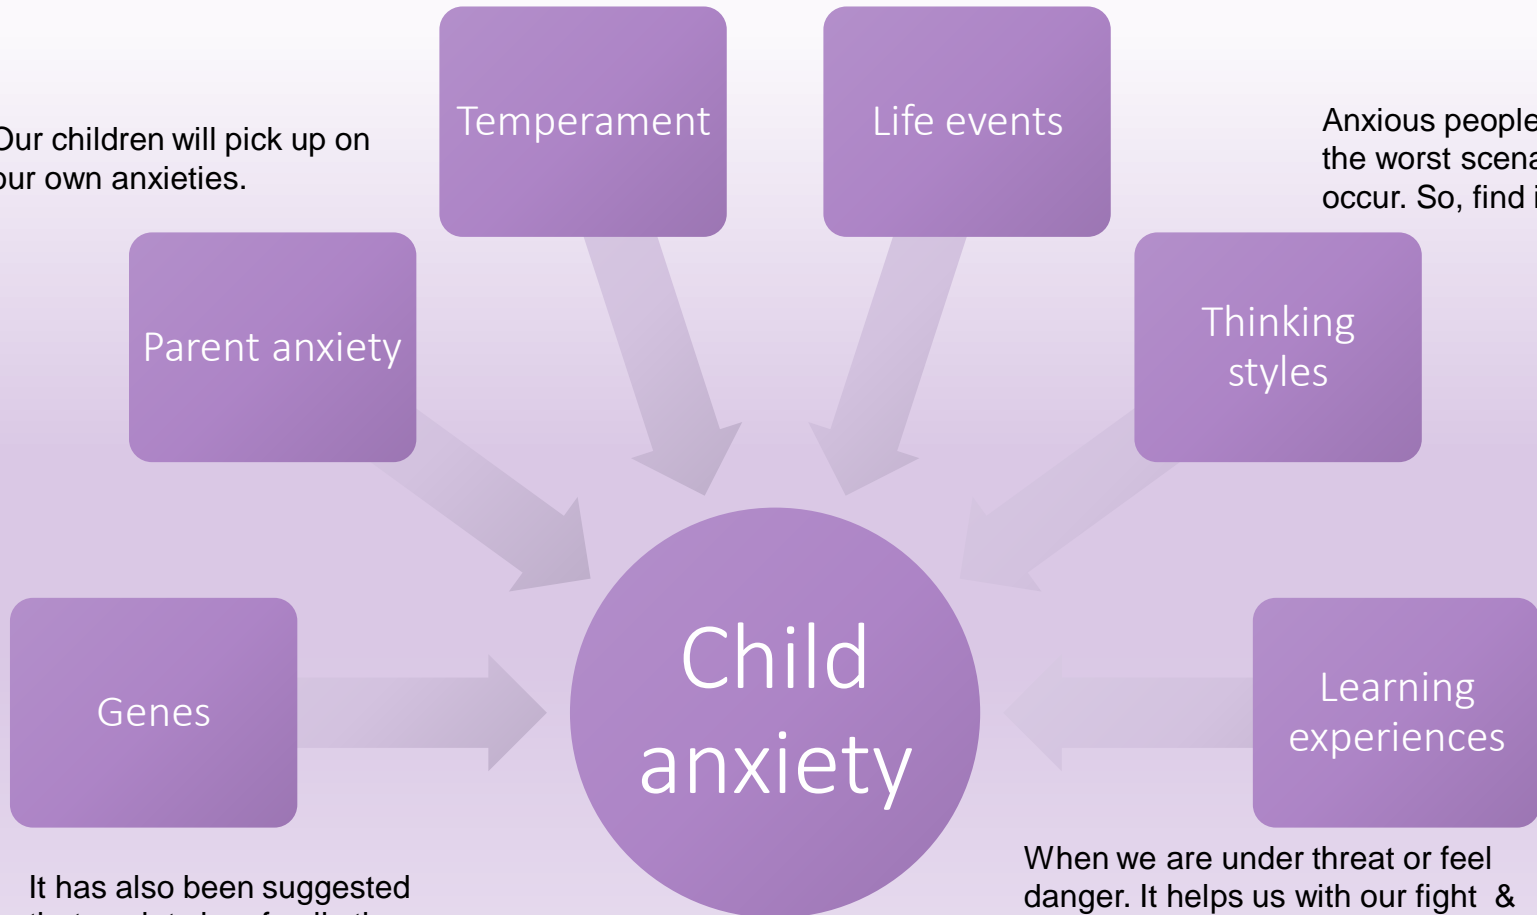 Temperament
Life events
Our children will pick up on
our own anxieties.
Anxious people
the worst
occur. So, find
Parent anxiety
Thinking
styles
Genes
Child
anxiety
Learning
experiences
It has also been suggested
When we are under threat or feel
danger. It helps us with our fight &